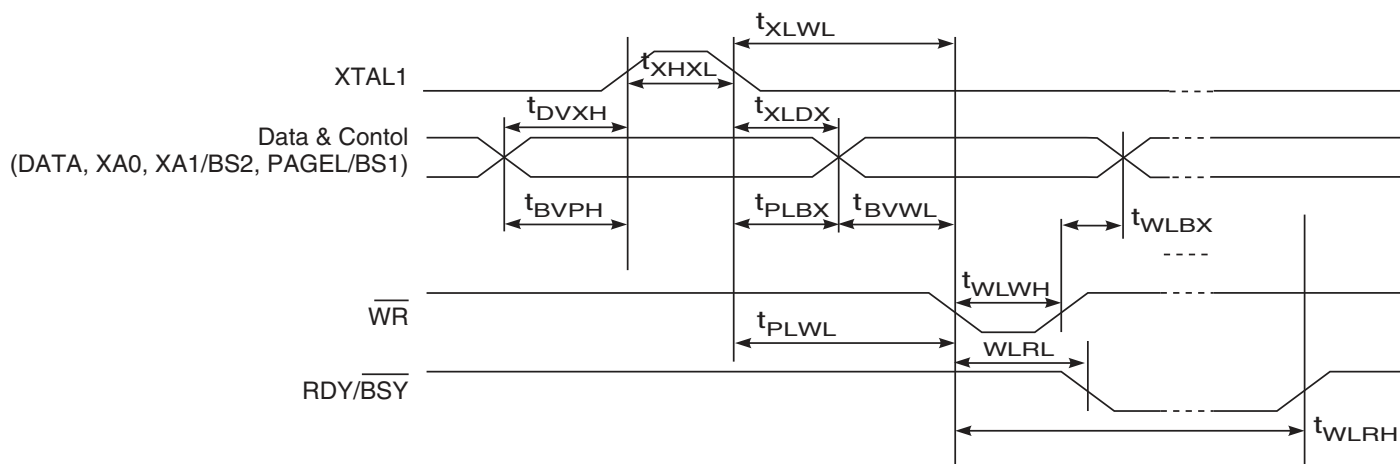 tXLWL
XTAL1
tXHXL
tDVXH
tXLDX
Data & Contol
(DATA, XA0, XA1/BS2, PAGEL/BS1)
tBVPH
tPLBX
tBVWL
tWLBX
tWLWH
WR
tPLWL
WLRL
RDY/BSY
tWLRH